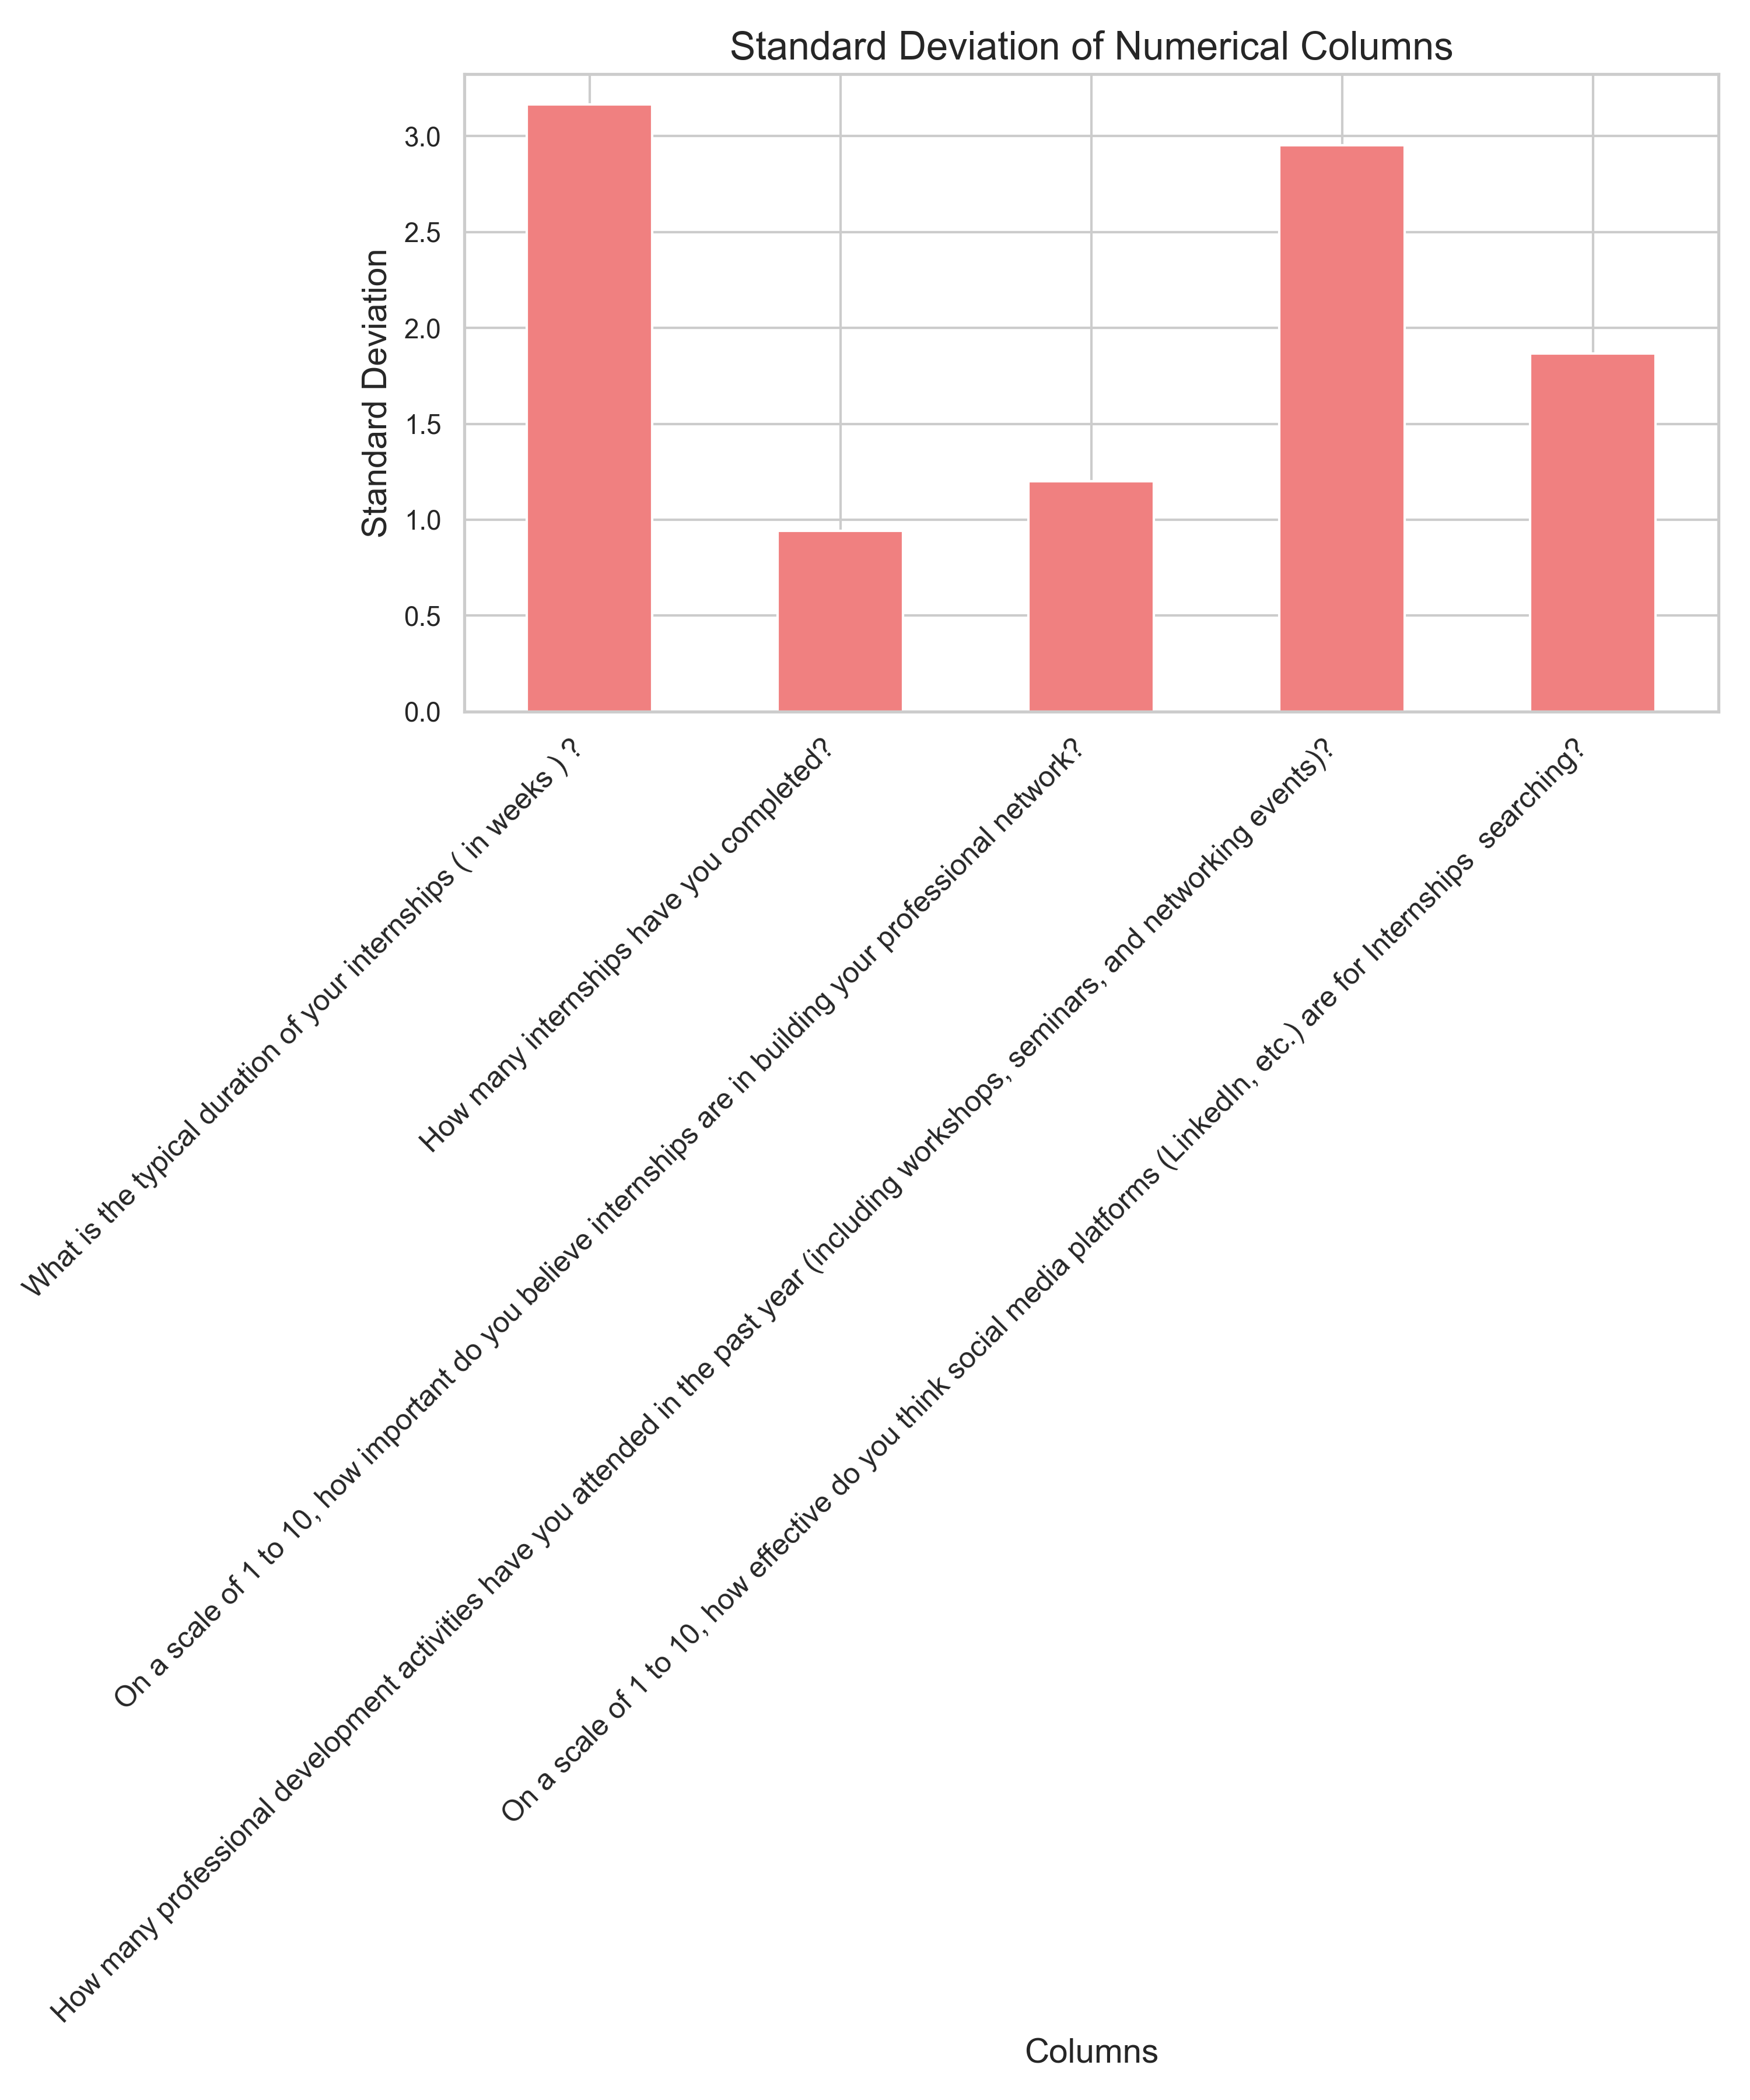 Standard Deviation of Numerical Columns
Standard Deviation
3.0
2.5
2.0
1.5
1.0
0.5
0.0
What is the typical duration of your internships ( in weeks ) ?
How many internships have you completed?
On a scale of 1 to 10, how important do you believe internships are in building your professional network?
How many professional development activities have you attended in the past year (including workshops, seminars, and networking events)?
On a scale of 1 to 10, how effective do you think social media platforms (LinkedIn, etc.) are for Internships  searching?
Columns